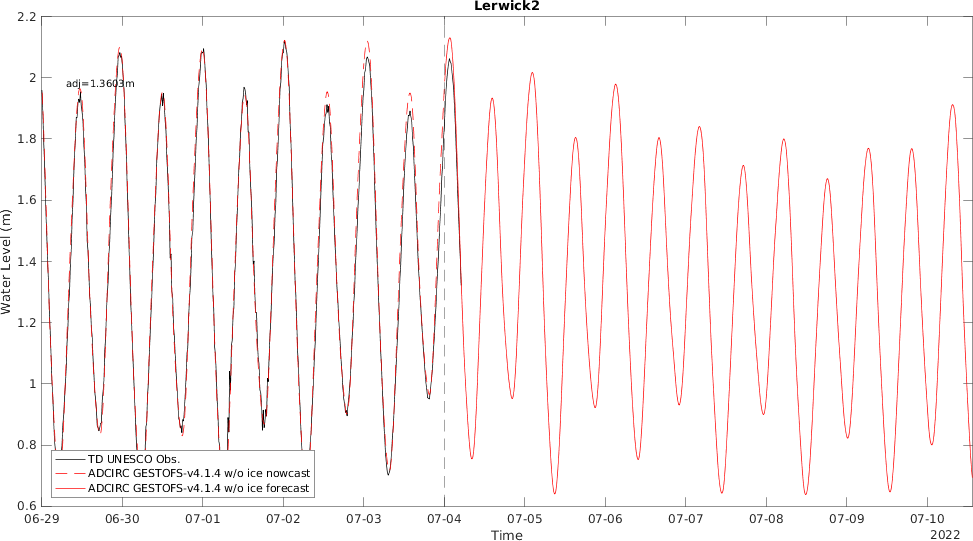 Lerwick2
2.2
2
1.8
1.6
1.4
1.2
1
0.8
0.6
Water Level (m)
adj=1.3603m
TD UNESCO Obs.
ADCIRC GESTOFS-v4.1.4 w/o ice nowcast
ADCIRC GESTOFS-v4.1.4 w/o ice forecast
06-29 06-30 07-01 07-02 07-03 07-04 07-05 07-06 07-07 07-08 07-09 07-10
Time
2022